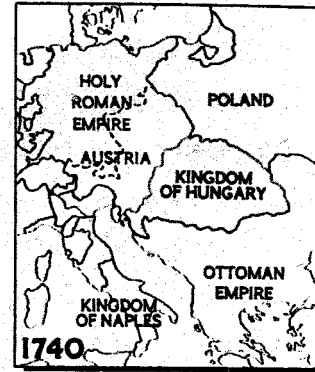 HOLY
ROMAN
EMPIRE
POLAND
AUSTRIA
KINGDOM
OF HUNGARY
OTTOMAN
EMPIRE
KINGDOM
OF NAPLES
1740